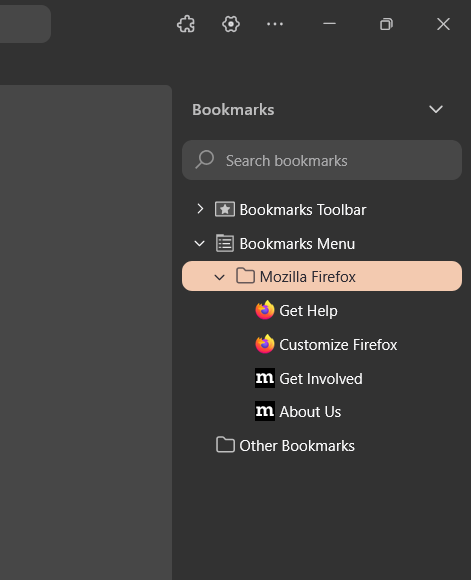 Bookmarks
Search bookmarks
Bookmarks Toolbar
Bookmarks Menu
Mozilla Firefox
Get Help
Customize Firefox
m Get Involved
m About Us
Other Bookmarks